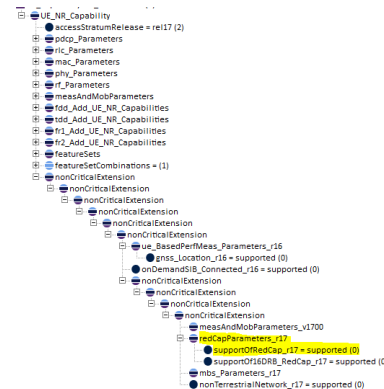 UE_NR_Capability
accessStratumRelease = rel17 (2)
pdcp_Parameters
rlc_Parameters
mac_Parameters
phy_Parameters
rf_Parameters
measAndMobParameters
fdd_Add_UE_NR_Capabilities
tdd_Add_UE_NR_Capabilities
fr1_Add_UE_NR_Capabilities
fr2_Add_UE_NR_Capabilities
featureSets
featureSetCombinations = (1)
nonCriticalExtension
nonCriticalExtension
nonCriticalExtension
nonCriticalExtension
nonCriticalExtension
ue_BasedPerfMeas_Parameters_r16
gnss_Location_r16 = supported (0)
onDemandSIB_Connected_r16 = supported (0)
nonCriticalExtension
nonCriticalExtension
nonCriticalExtension
nonCriticalExtension
measAndMobParameters_v1700
redCapParameters_r17
supportOfRedCap_r17 = supported (0)
supportOf16DRB_RedCap_r17 = supported (0
mbs_Parameters_r17
nonTerrestrialNetwork_r17 = supported (0)